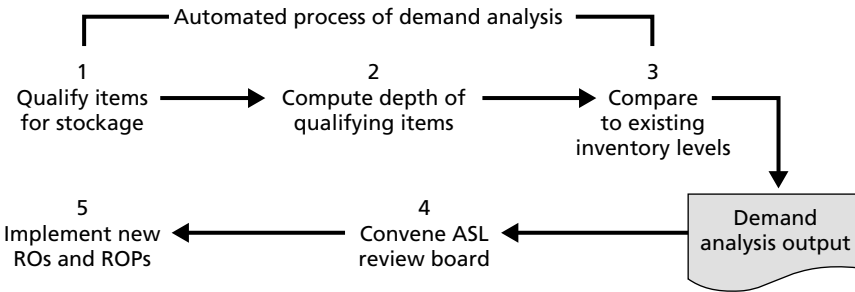 Automated process of demand analysis
1
Qualify items
for stockage
2
Compute depth of
qualifying items
3
Compare
to existing
inventory levels
Demand
analysis output
4
Convene ASL
review board
5
Implement new
ROs and ROPs